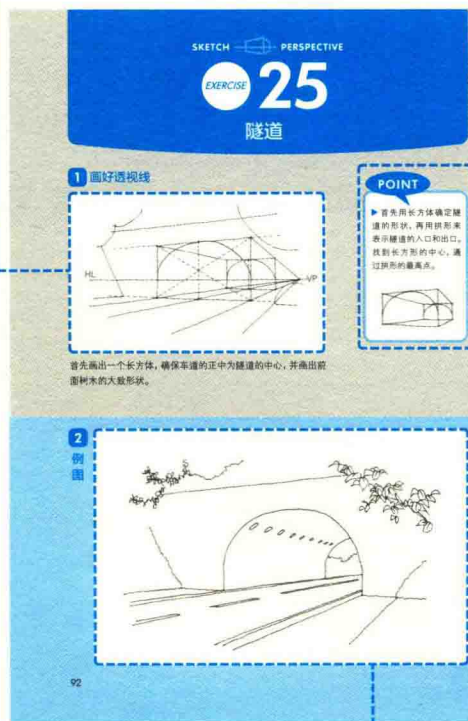 SKETCH PERSPECTIVE
EXERCISE 25
隧道
1 画好透视线
HL
VP
首先画出一个长方体，确保车道的正中为隧道的中心，并画出前
面树木的大致形状。
POINT
▶ 首先用长方体确定隧
道的形状，再用拱形来
表示隧道的入口和出口。
找到长方形的中心，通
过拱形的最高点。
2
例
图
92